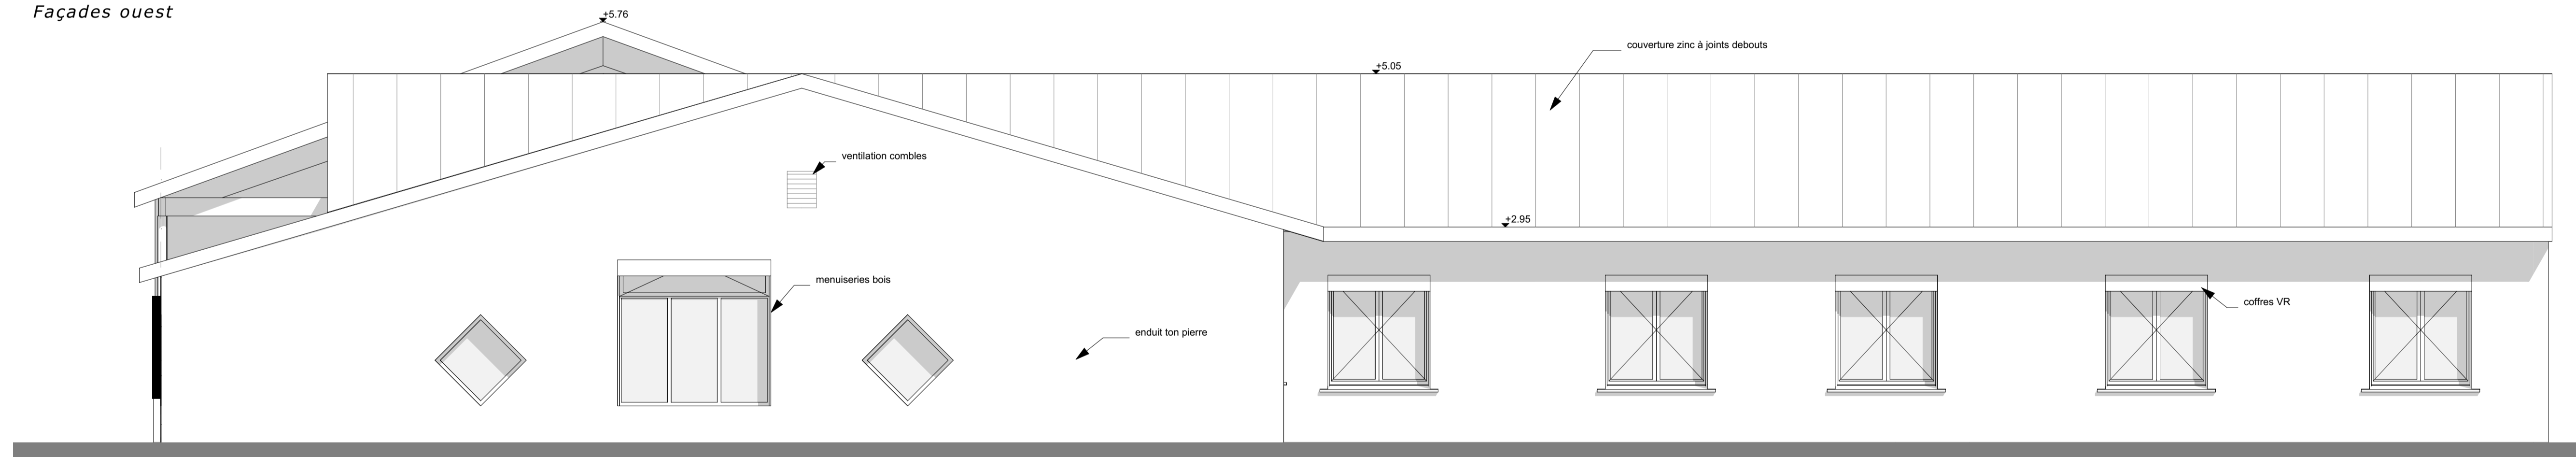 Façades ouest
+5.76
couverture zinc à joints debouts
+5.05
ventilation combles
+2.95
menuiseries bois
coffres VR
enduit ton pierre